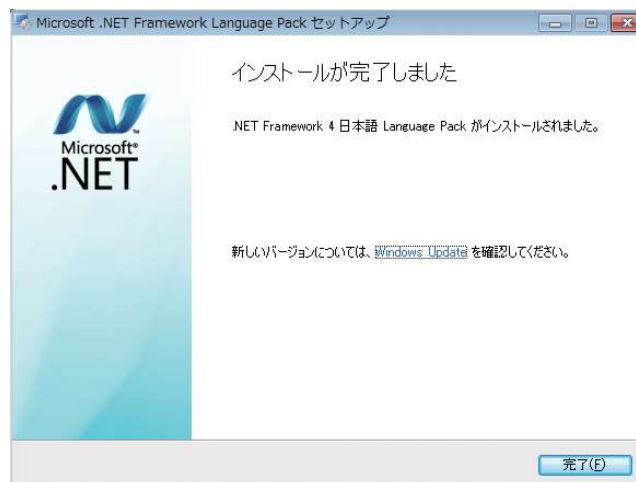 Microsoft .NET Framework Language Pack セットアップ
インストールが完了しました
.NET Framework 4 日本語 Language Pack がインストールされました。
Microsoft®
.NET
新しいバージョンについては、Windows Update を確認してください。
完了(F)